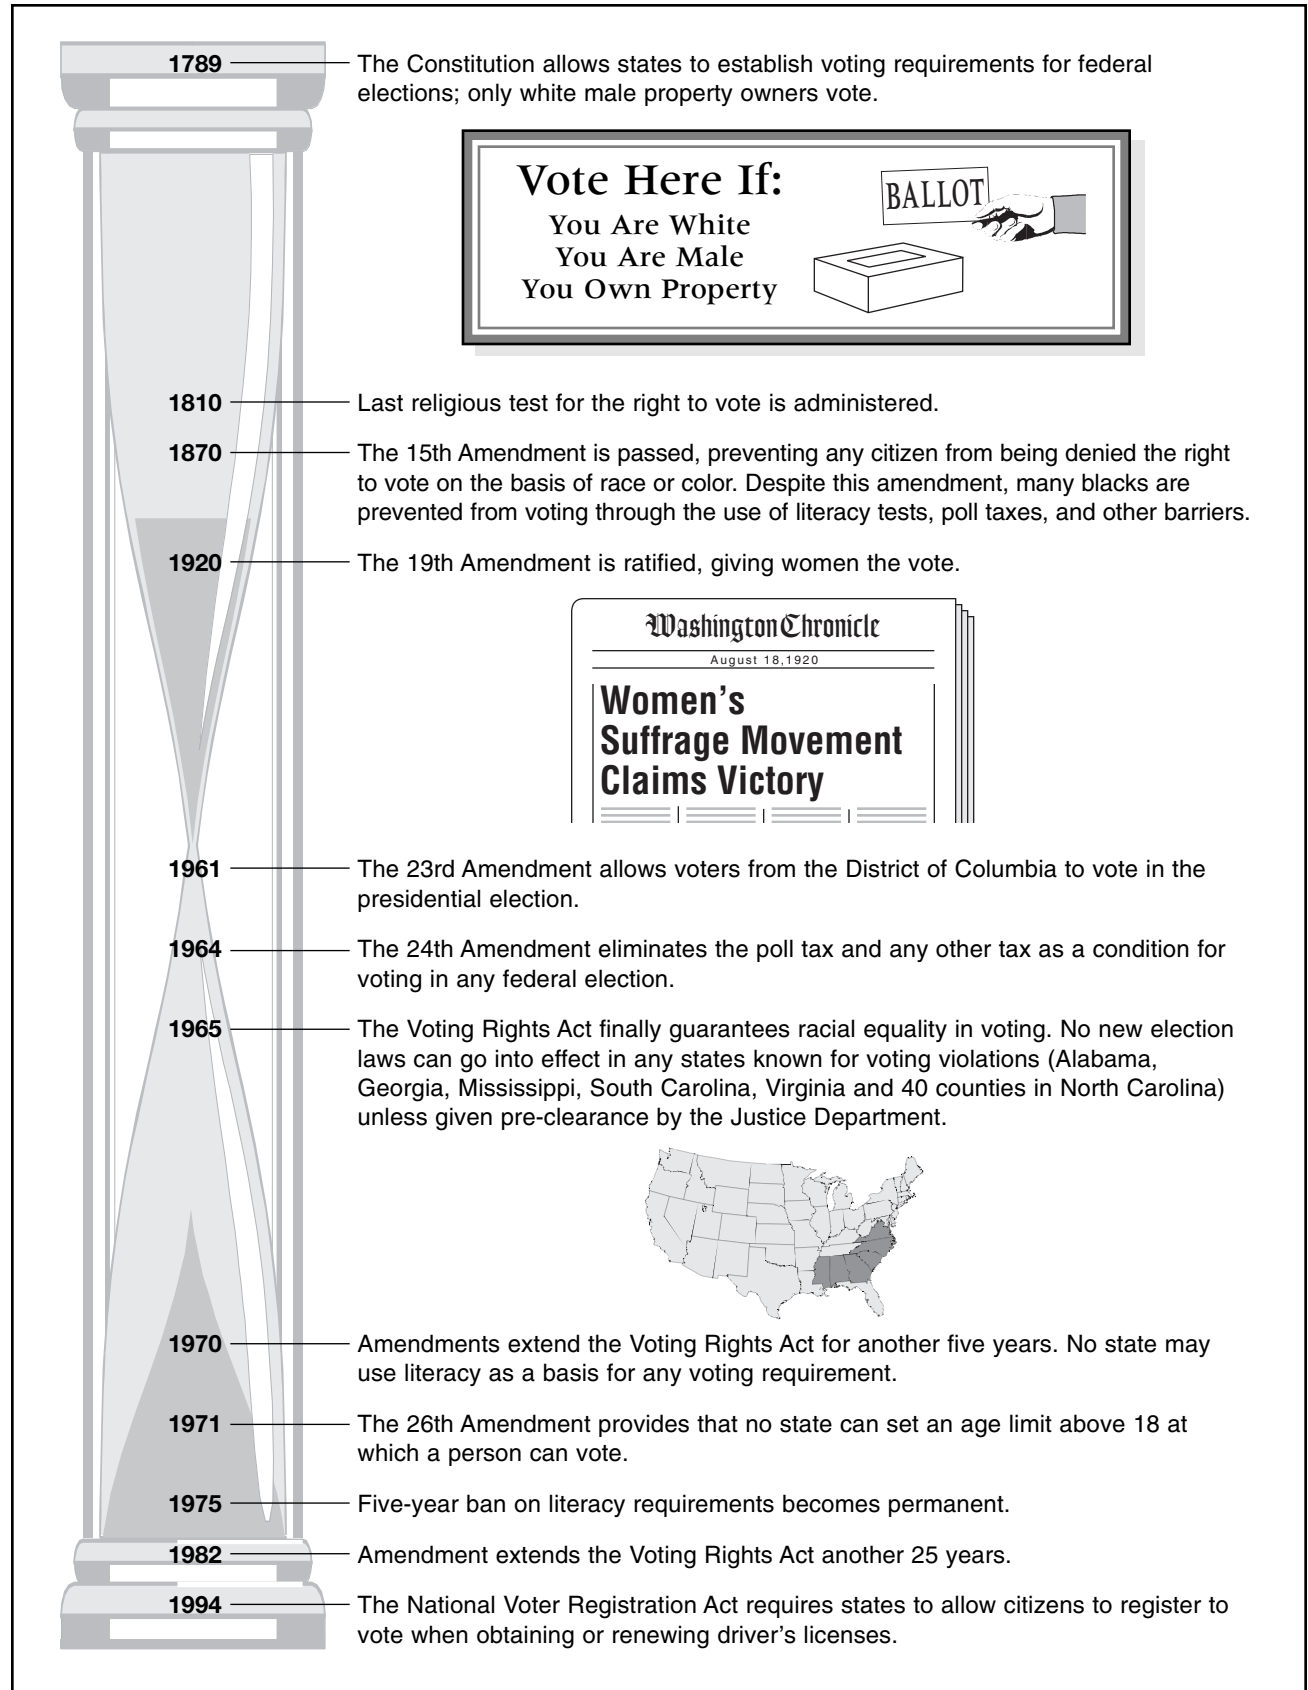 1789 The Constitution allows states to establish voting requirements for federal
elections; only white male property owners vote.
Vote Here If:
You Are White
You Are Male
You Own Property
BALLOT
1810 Last religious test for the right to vote is administered.
1870 The 15th Amendment is passed, preventing any citizen from being denied the right
to vote on the basis of race or color. Despite this amendment, many blacks are
prevented from voting through the use of literacy tests, poll taxes, and other barriers.
1920 The 19th Amendment is ratified, giving women the vote.
Washington Chronicle
August 18,1920
Women's
Suffrage Movement
Claims Victory
1961 The 23rd Amendment allows voters from the District of Columbia to vote in the
presidential election.
1964 The 24th Amendment eliminates the poll tax and any other tax as a condition for
voting in any federal election.
1965 The Voting Rights Act finally guarantees racial equality in voting. No new election
laws can go into effect in any states known for voting violations (Alabama,
Georgia, Mississippi, South Carolina, Virginia and 40 counties in North Carolina)
unless given pre-clearance by the Justice Department.
1970 Amendments extend the Voting Rights Act for another five years. No state may
use literacy as a basis for any voting requirement.
1971 The 26th Amendment provides that no state can set an age limit above 18 at
which a person can vote.
1975 Five-year ban on literacy requirements becomes permanent.
1982 Amendment extends the Voting Rights Act another 25 years.
1994 The National Voter Registration Act requires states to allow citizens to register to
vote when obtaining or renewing driver's licenses.